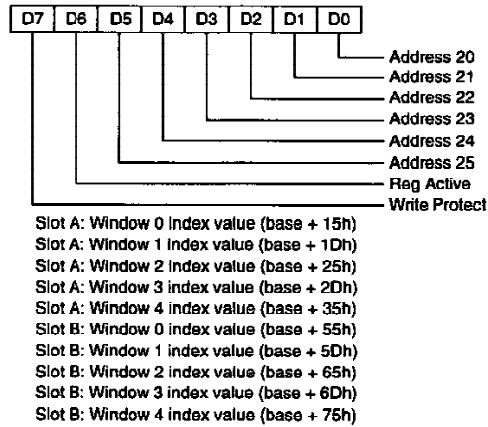 D7 D6 D5 D4 D3 D2 D1 D0
Address 20
Address 21
Address 22
Address 23
Address 24
Address 25
Reg Active
Write Protect
Slot A: Window 0 index value (base + 15h)
Slot A: Window 1 index value (base + 1Dh)
Slot A: Window 2 index value (base + 25h)
Slot A: Window 3 index value (base + 2Dh)
Slot A: Window 4 index value (base + 35h)
Slot B: Window 0 index value (base + 55h)
Slot B: Window 1 index value (base + 5Dh)
Slot B: Window 2 index value (base + 65h)
Slot B: Window 3 index value (base + 6Dh)
Slot B: Window 4 index value (base + 75h)